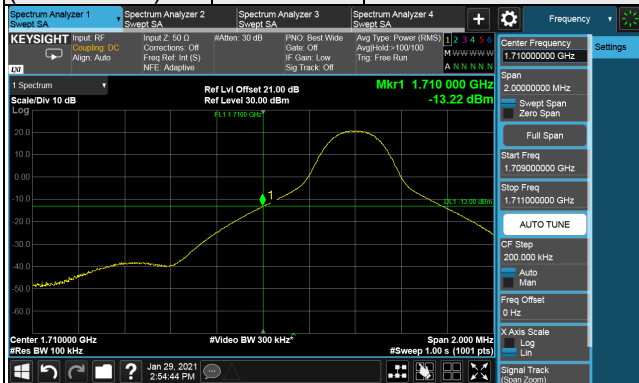 Spectrum Analyzer 1
Swept SA
Spectrum Analyzer 2
Swept SA
Spectrum Analyzer 3
Swept SA
Spectrum Analyzer 4
Swept SA
+
Frequency
KEYSIGHT
LXI
Input: RF
Coupling: DC
Align: Auto
Input Z: 50 Ω
Corrections: Off
Freq Ref: Int (S)
NFE: Adaptive
#Atten: 30 dB
PNO: Best Wide
Gate: Off
IF Gain: Low
Sig Track: Off
Avg Type: Power (RMS)
Avg|Hold:>100/100
Trig: Free Run
1 2 3 4 5 6
M W W W W W
A N N N N N
1 Spectrum
Scale/Div 10 dB
Log
Ref Lvl Offset 21.00 dB
Ref Level 30.00 dBm
Mkr1 1.710 000 GHz
-13.22 dBm
FL1 1.7100 GHz
20.0
10.0
0.00
-10.0
1
DL1 -13.00 dBm
-20.0
-30.0
-40.0
-50.0
-60.0
Center 1.710000 GHz
#Res BW 100 kHz
#Video BW 300 kHz*
Span 2.000 MHz
#Sweep 1.00 s (1001 pts)
?
Jan 29, 2021
2:54:44 PM
Center Frequency
1.710000000 GHz
Settings
Span
2.00000000 MHz
Swept Span
Zero Span
Full Span
Start Freq
1.709000000 GHz
Stop Freq
1.711000000 GHz
AUTO TUNE
CF Step
200.000 kHz
Auto
Man
Freq Offset
0 Hz
X Axis Scale
Log
Lin
Signal Track
(Span Zoom)